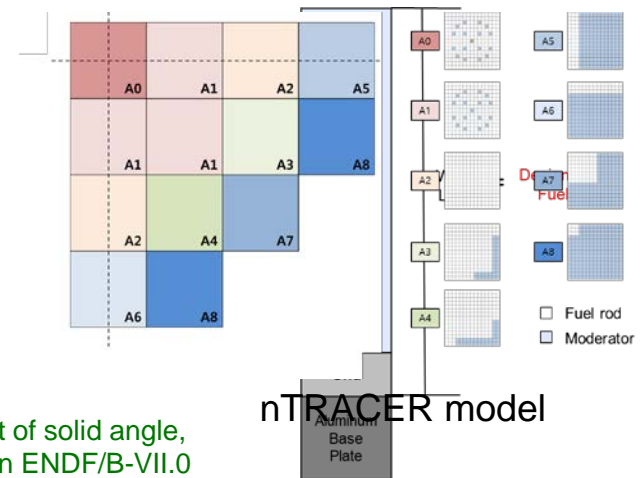 A0 A1 A2 A5
A1 A1 A3 A8
A2 A4 A7
A6 A8
A0 A5
A1 A6
A2 A7
A3 A8
A4
Fuel
Fuel rod
Moderator
nTRACER model
Aluminum
Base
Plate
t of solid angle,
n ENDF/B-VII.0